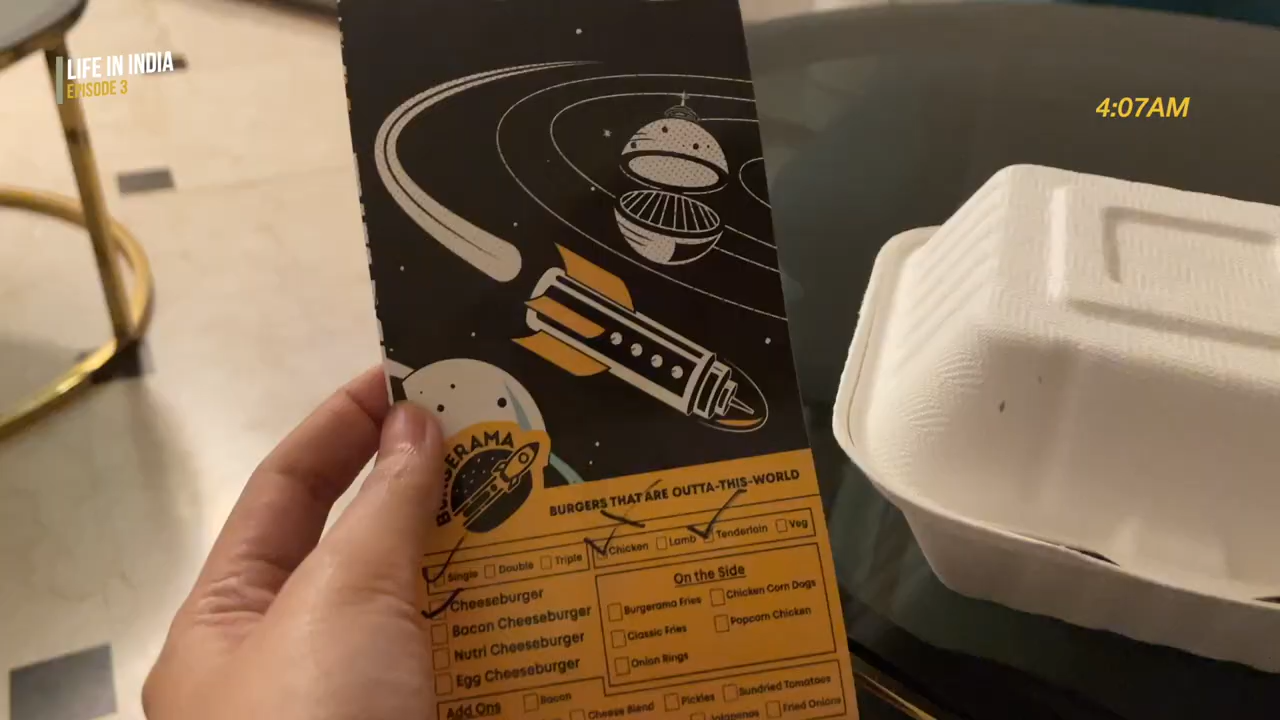 LIFE IN INDIA
EPISODE 3
4:07AM
BURGERAMA
BURGERS THAT ARE OUTTA-THIS-WORLD
Single Double Triple
Chicken Lamb Tenderloin Veg
Cheeseburger
Bacon Cheeseburger
Nutri Cheeseburger
Egg Cheeseburger
On the Side
Burgerama Fries Chicken Corn Dogs
Classic Fries Popcorn Chicken
Onion Rings
Add Ons Bacon Pickles Sundried Tomatoes
Cheese Blend Jalapenos Fried Onions